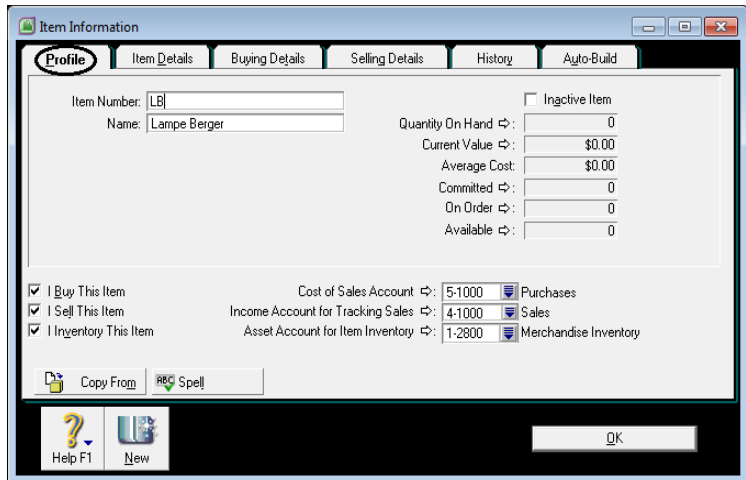 Item Information
Profile Item Details Buying Details Selling Details History Auto-Build
Item Number: LB
Name: Lampe Berger
Inactive Item
Quantity On Hand ⇨: 0
Current Value ⇨: $0.00
Average Cost: $0.00
Committed ⇨: 0
On Order ⇨: 0
Available ⇨: 0
I Buy This Item
I Sell This Item
I Inventory This Item
Cost of Sales Account ⇨: 5-1000 Purchases
Income Account for Tracking Sales ⇨: 4-1000 Sales
Asset Account for Item Inventory ⇨: 1-2800 Merchandise Inventory
Copy From ABC Spell
Help F1 New OK